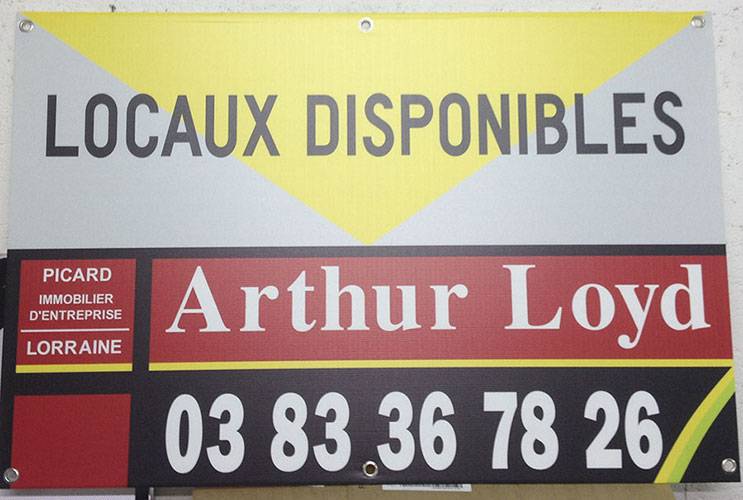 LOCAUX DISPONIBLES
PICARD
IMMOBILIER
D'ENTREPRISE
LORRAINE
Arthur Loyd
03 83 36 78 26